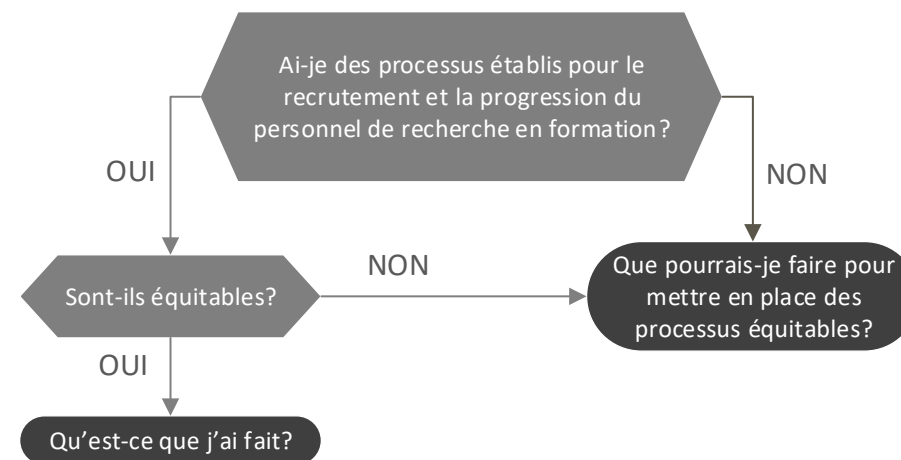 Ai-je des processus établis pour le
recrutement et la progression du
personnel de recherche en formation?
OUI
NON
Sont-ils équitables?
NON
Que pourrais-je faire pour
mettre en place des
processus équitables?
OUI
Qu’est-ce que j’ai fait?